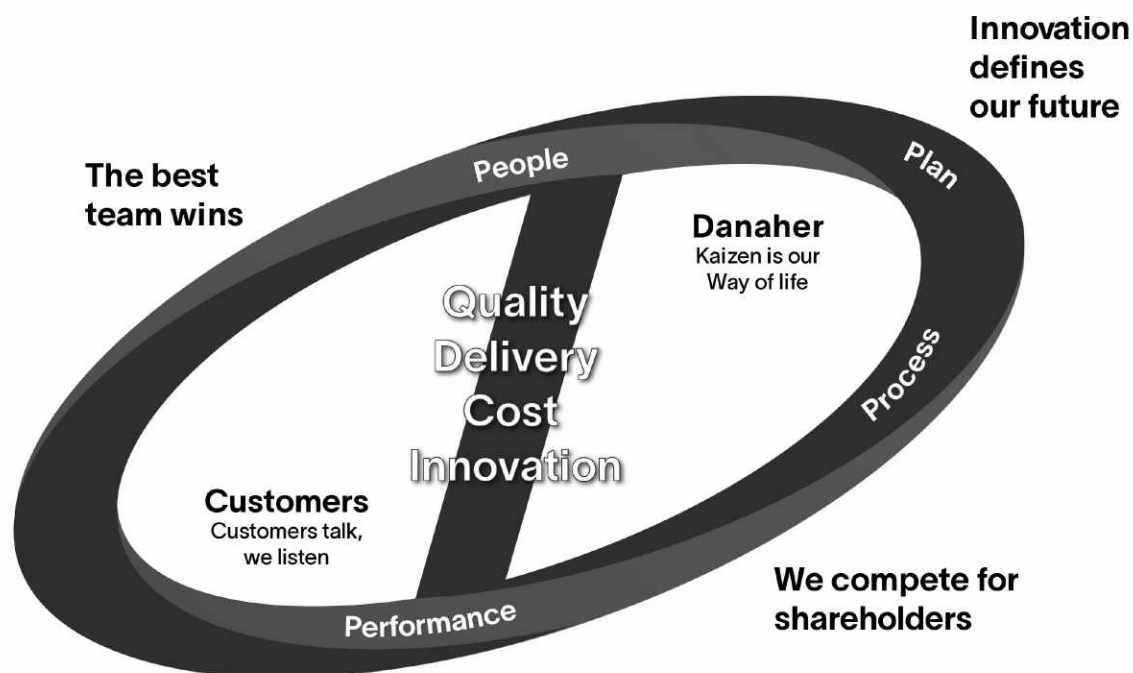 Innovation
defines
our future
The best
team wins
People
Plan
Danaher
Kaizen is our
Way of life
Quality
Delivery
Cost
Innovation
Process
Customers
Customers talk,
we listen
Performance
We compete for
shareholders